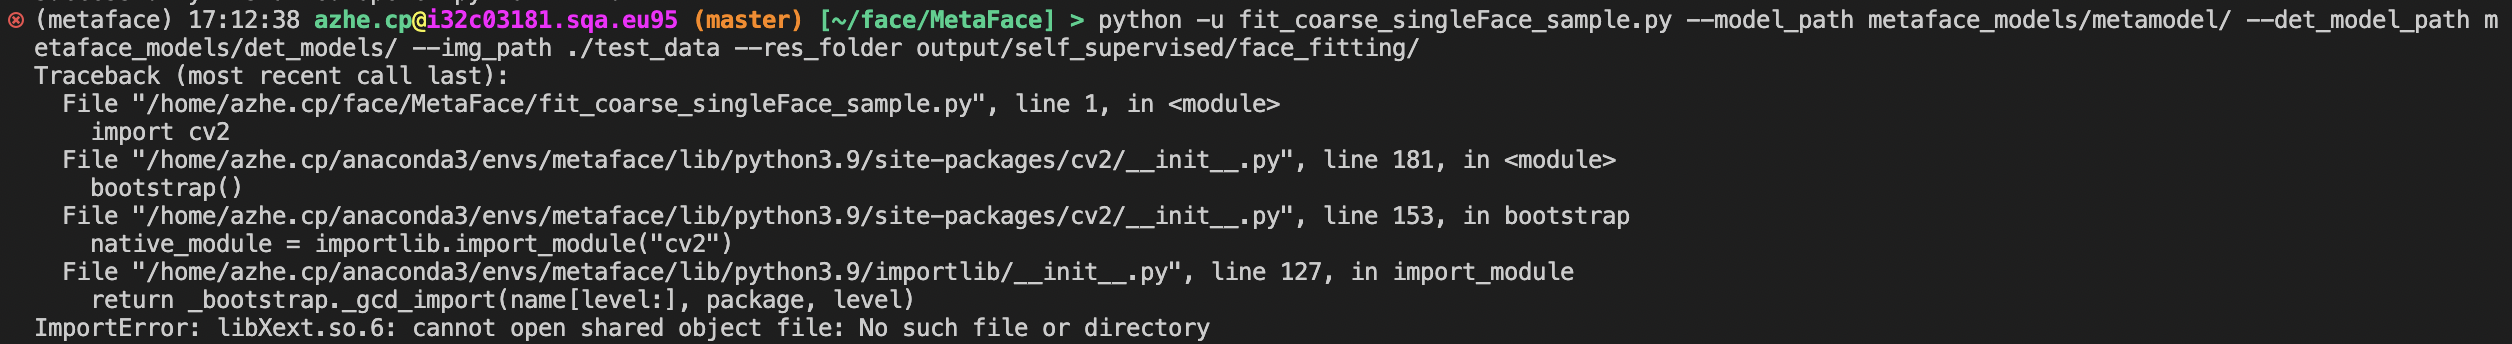 (metaface) 17:12:38 azhe.cp@i32c03181.sqa.eu95 (master) [~/face/MetaFace] > python -u fit_coarse_singleFace_sample.py --model_path metaface_models/metamodel/ --det_model_path m
etaface_models/det_models/ --img_path ./test_data --res_folder output/self_supervised/face_fitting/
Traceback (most recent call last):
  File "/home/azhe.cp/face/MetaFace/fit_coarse_singleFace_sample.py", line 1, in <module>
    import cv2
  File "/home/azhe.cp/anaconda3/envs/metaface/lib/python3.9/site-packages/cv2/__init__.py", line 181, in <module>
    bootstrap()
  File "/home/azhe.cp/anaconda3/envs/metaface/lib/python3.9/site-packages/cv2/__init__.py", line 153, in bootstrap
    native_module = importlib.import_module("cv2")
  File "/home/azhe.cp/anaconda3/envs/metaface/lib/python3.9/importlib/__init__.py", line 127, in import_module
    return _bootstrap._gcd_import(name[level:], package, level)
ImportError: libXext.so.6: cannot open shared object file: No such file or directory